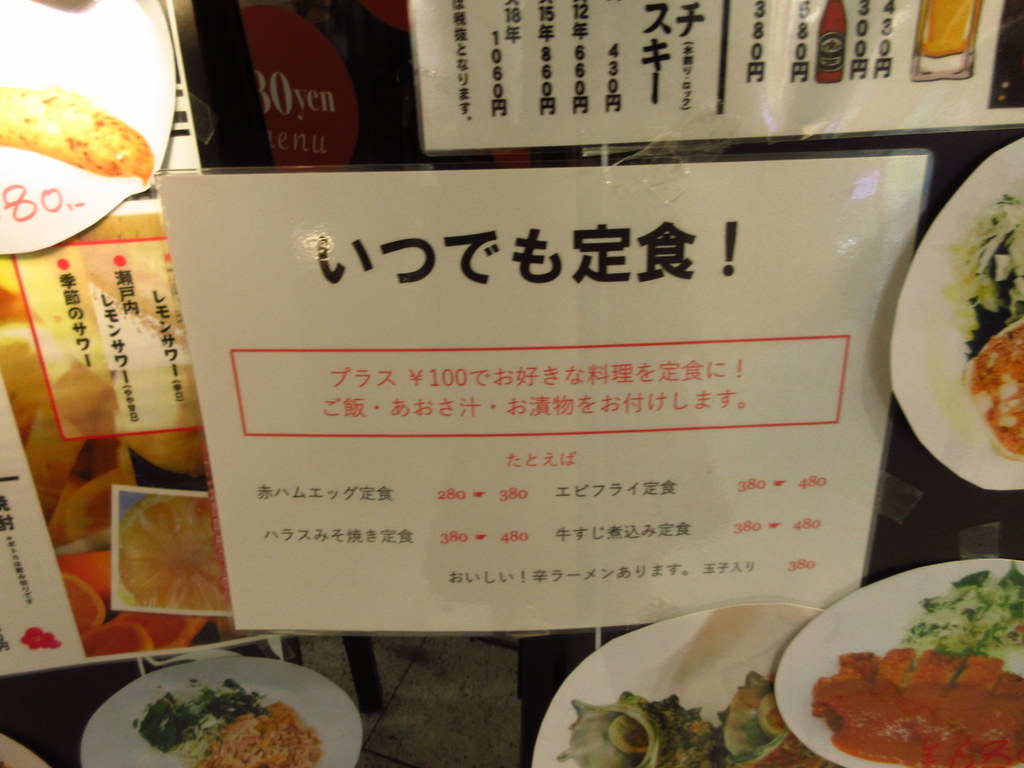 いつでも定食！
プラス ￥100でお好きな料理を定食に！
ご飯・あおさ汁・お漬物をお付けします。
たとえば
赤ハムエッグ定食 280 ☛ 380
エビフライ定食 380 ☛ 480
ハラスみそ焼き定食 380 ☛ 480
牛すじ煮込み定食 380 ☛ 480
おいしい！辛ラーメンあります。 玉子入り 380
80yen
menu
80.-
430円
300円
580円
380円
チ
スキー
(水割り・ロック)
430円
12年 660円
15年 860円
18年 1060円
は税抜となります。
レモンサワー
●瀬戸内
レモンサワー
●季節のサワー
焼酎